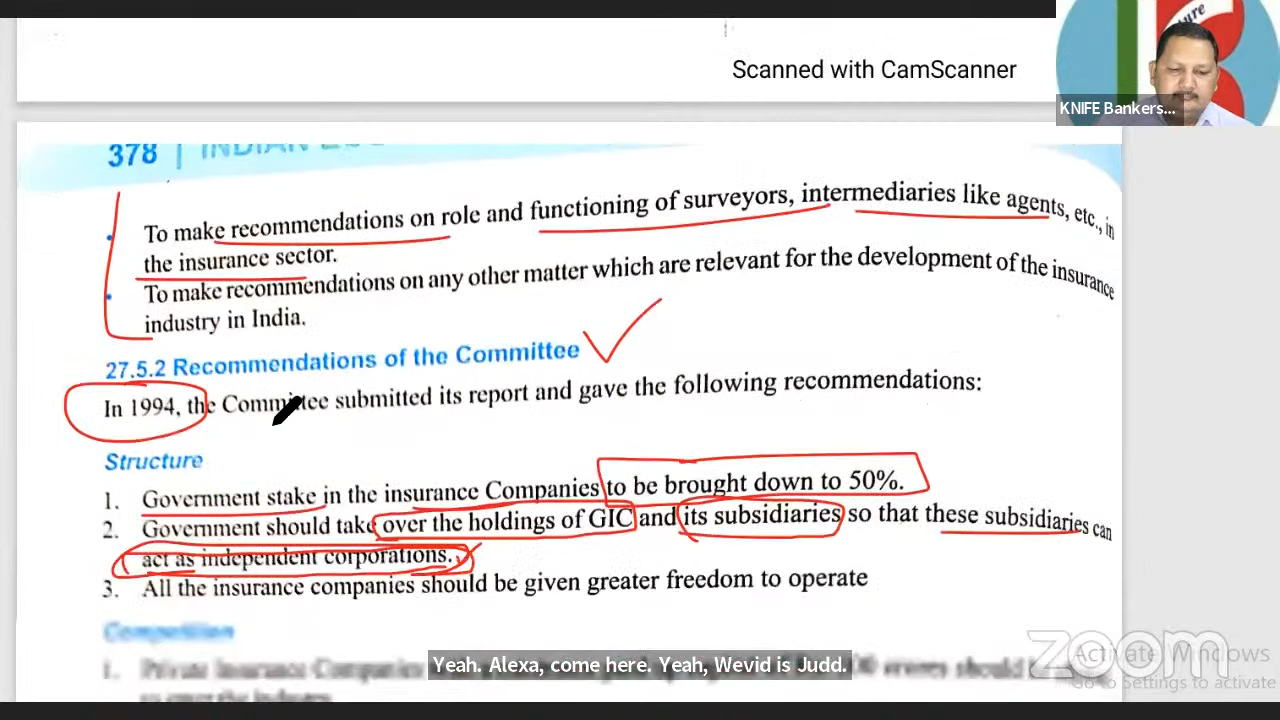 Scanned with CamScanner
KNIFE Bankers...
378 | INDIAN
To make recommendations on role and functioning of surveyors, intermediaries like agents, etc., in
the insurance sector.
To make recommendations on any other matter which are relevant for the development of the insurance
industry in India.
27.5.2 Recommendations of the Committee
In 1994, the Committee submitted its report and gave the following recommendations:
Structure
1. Government stake in the insurance Companies to be brought down to 50%.
2. Government should take over the holdings of GIC and its subsidiaries so that these subsidiaries can
act as independent corporations.
3. All the insurance companies should be given greater freedom to operate
Competition
1. Private Insurance Companies
Yeah. Alexa, come here. Yeah, Wevid is Judd.
zoom
Activate Windows
Go to Settings to activate